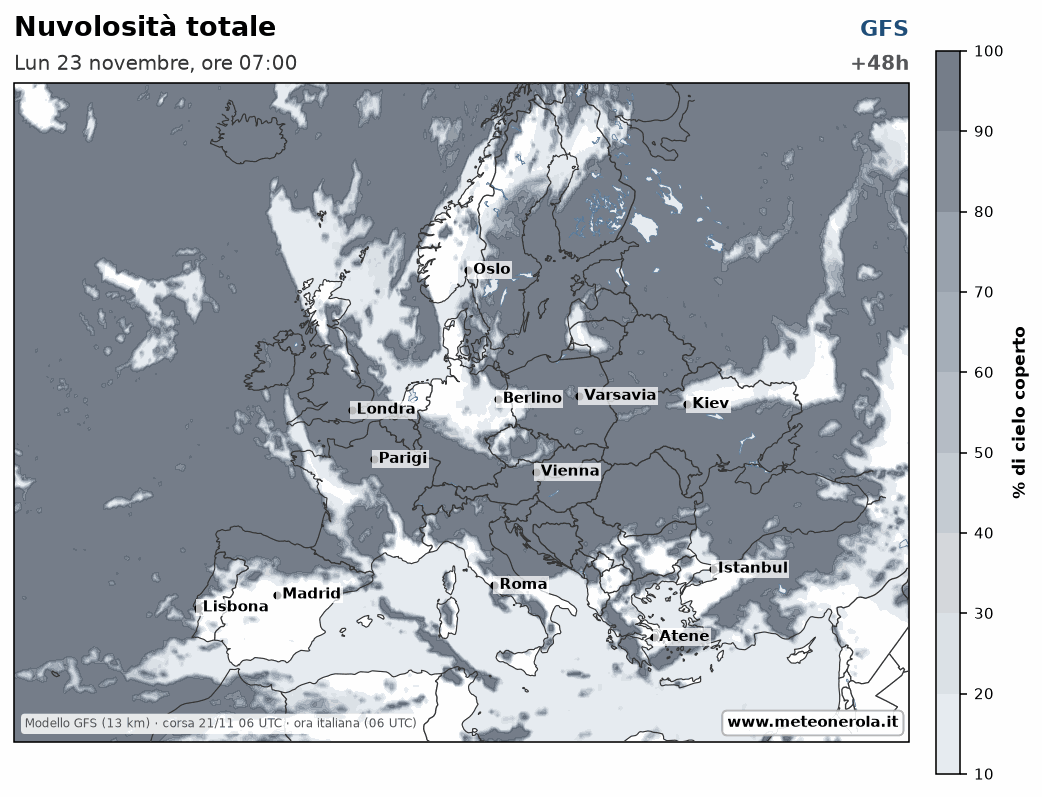 Nuvolosità totale
GFS
Lun 23 novembre, ore 07:00
+48h
100
90
80
70
60
50
40
30
20
10
% di cielo coperto
Oslo
Londra
Berlino
Varsavia
Kiev
Parigi
Vienna
Istanbul
Roma
Madrid
Lisbona
Atene
Modello GFS (13 km) · corsa 21/11 06 UTC · ora italiana (06 UTC)
www.meteonerola.it